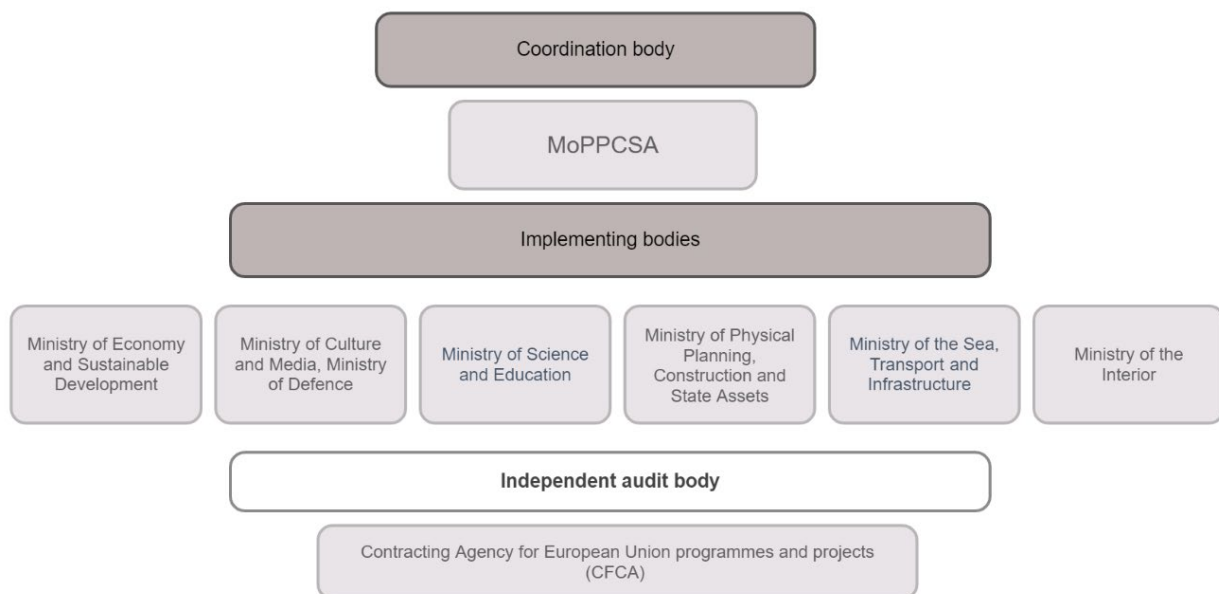 Coordination body
MoPPCSA
Implementing bodies
Ministry of Economy
and Sustainable
Development
Ministry of Culture
and Media, Ministry
of Defence
Ministry of Science
and Education
Ministry of Physical
Planning,
Construction and
State Assets
Ministry of the Sea,
Transport and
Infrastructure
Ministry of the
Interior
Independent audit body
Contracting Agency for European Union programmes and projects
(CFCA)